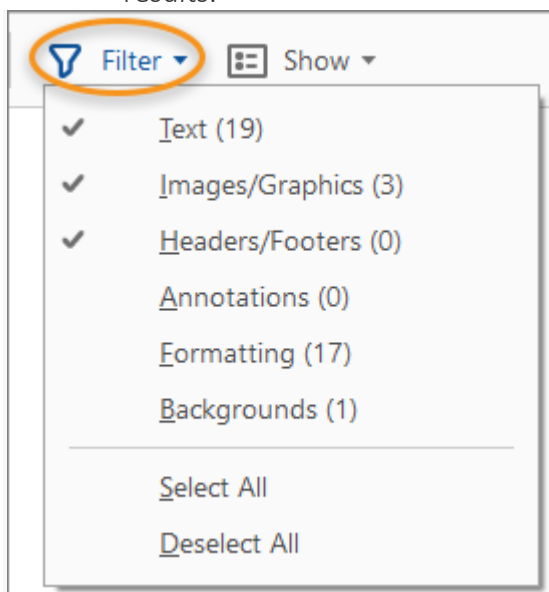 results.
Filter Show
Text (19)
Images/Graphics (3)
Headers/Footers (0)
Annotations (0)
Formatting (17)
Backgrounds (1)
Select All
Deselect All